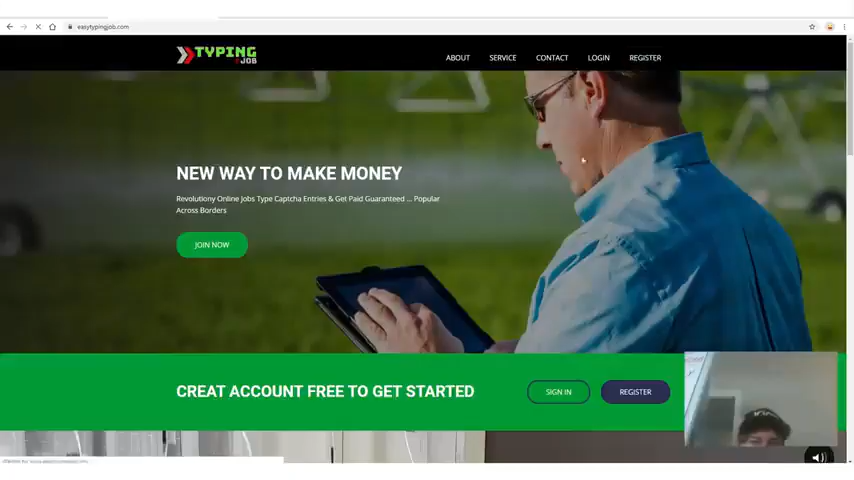 easytypingjob.com
TYPING
JOB
ABOUT SERVICE CONTACT LOGIN REGISTER
NEW WAY TO MAKE MONEY
Revolutiony Online Jobs Type Captcha Entries & Get Paid Guaranteed ... Popular
Across Borders
JOIN NOW
CREAT ACCOUNT FREE TO GET STARTED
SIGN IN
REGISTER